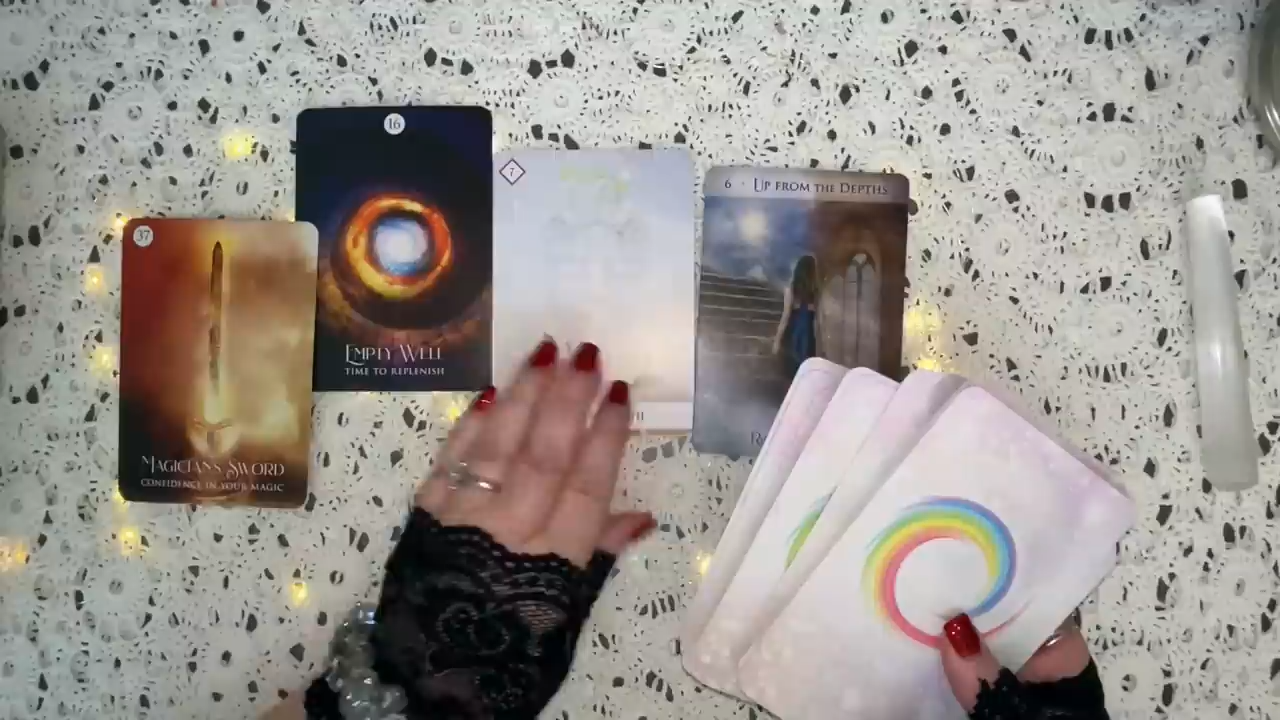 37
MAGICIAN'S SWORD
CONFIDENCE IN YOUR MAGIC
16
EMPTY WELL
TIME TO REPLENISH
7
6 · UP FROM THE DEPTHS